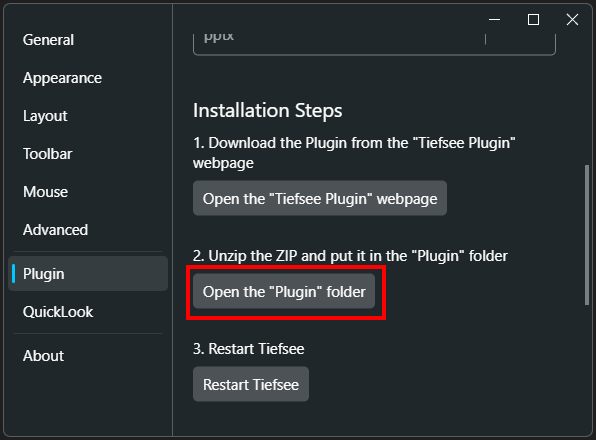 General
Appearance
Layout
Toolbar
Mouse
Advanced
Plugin
QuickLook
About
pptx
Installation Steps
1. Download the Plugin from the "Tiefsee Plugin"
webpage
Open the "Tiefsee Plugin" webpage
2. Unzip the ZIP and put it in the "Plugin" folder
Open the "Plugin" folder
3. Restart Tiefsee
Restart Tiefsee